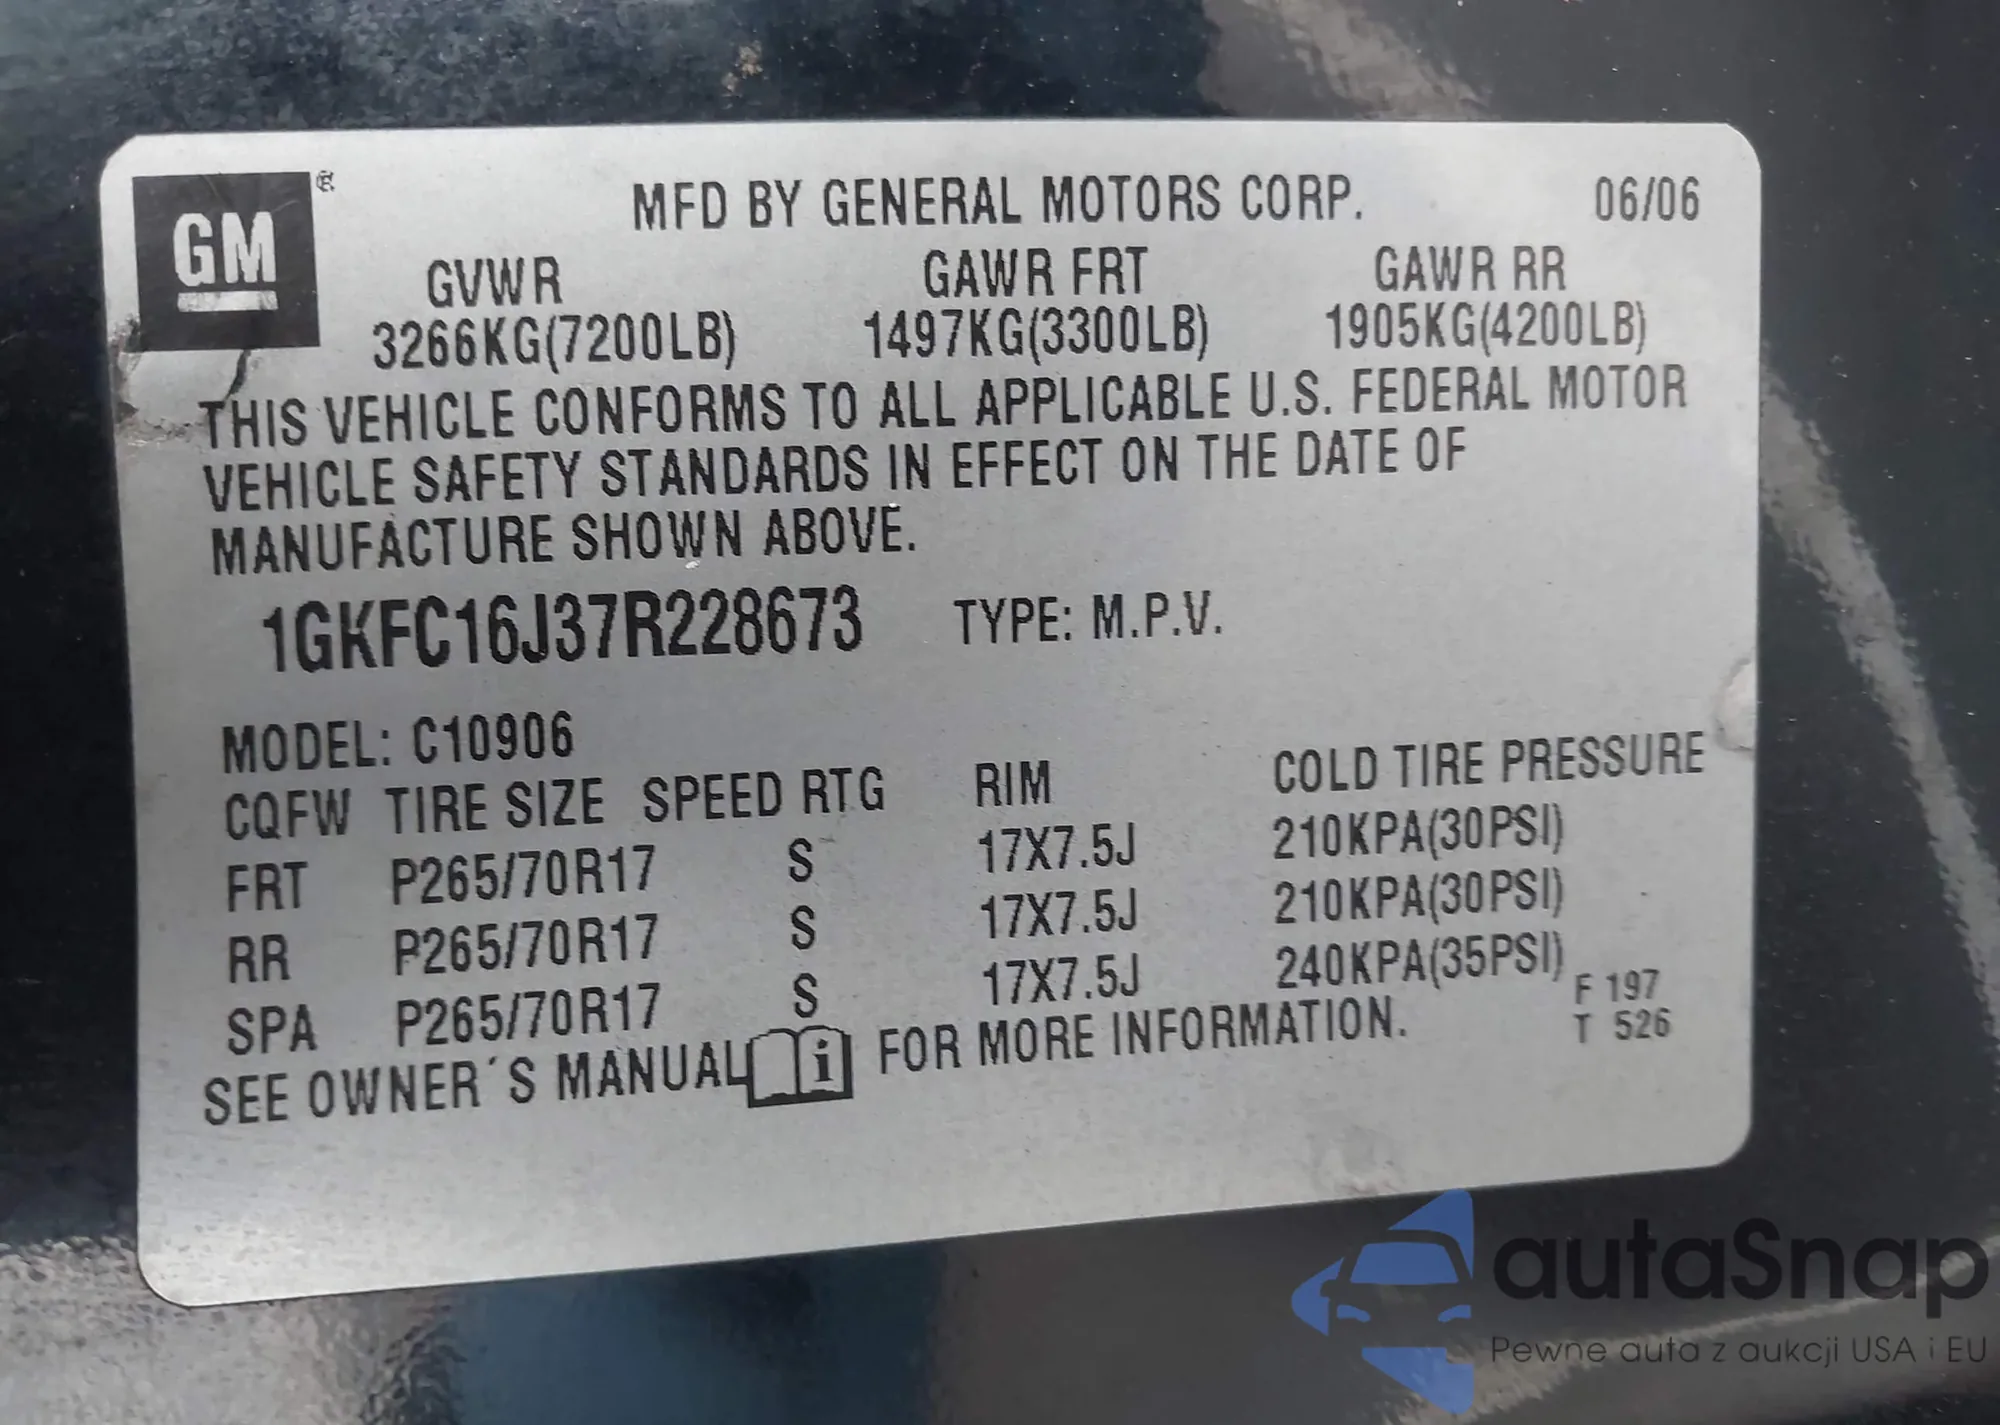 GM
MFD BY GENERAL MOTORS CORP. 06/06
GVWR GAWR FRT GAWR RR
3266KG(7200LB) 1497KG(3300LB) 1905KG(4200LB)
THIS VEHICLE CONFORMS TO ALL APPLICABLE U.S. FEDERAL MOTOR
VEHICLE SAFETY STANDARDS IN EFFECT ON THE DATE OF
MANUFACTURE SHOWN ABOVE.
1GKFC16J37R228673 TYPE: M.P.V.
MODEL: C10906
CQFW TIRE SIZE SPEED RTG RIM COLD TIRE PRESSURE
FRT P265/70R17 S 17X7.5J 210KPA(30PSI)
RR P265/70R17 S 17X7.5J 210KPA(30PSI)
SPA P265/70R17 S 17X7.5J 240KPA(35PSI)
F 197
T 526
SEE OWNER´S MANUAL i FOR MORE INFORMATION.
autaSnap
Pewne auta z aukcji USA i EU